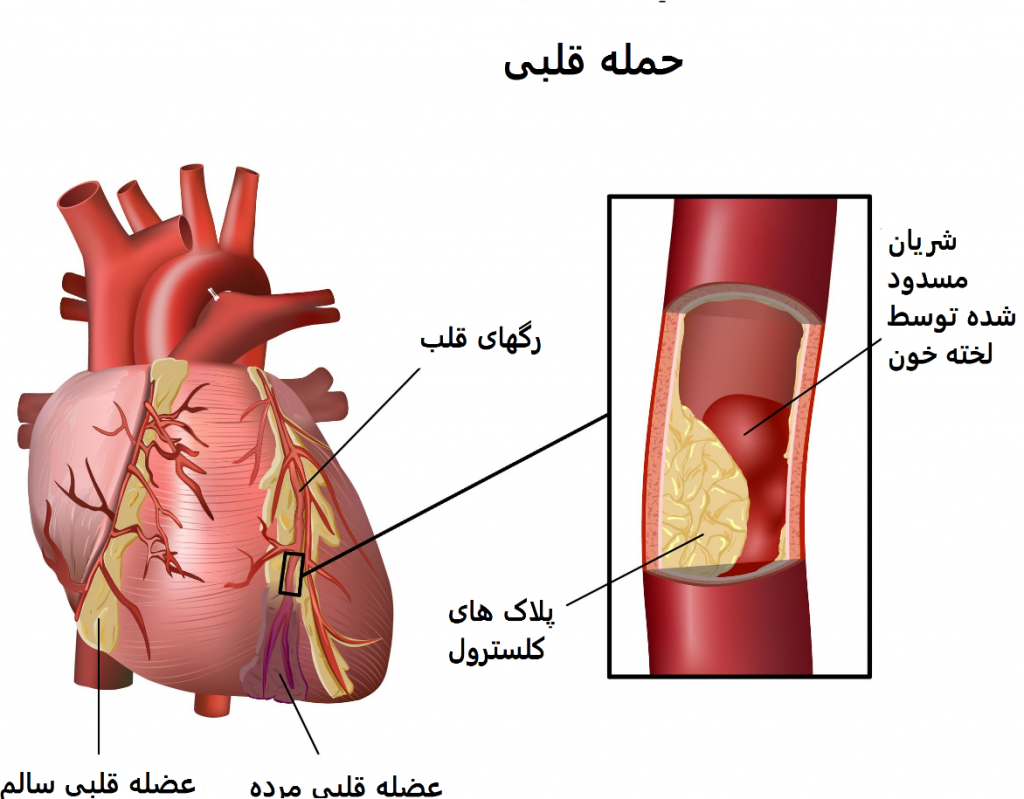 حمله قلبی
شریان
مسدود
شده توسط
لخته خون
رگهای قلب
پلاک های
کلسترول
عضله قلبی سالم
عضله قلبی مرده